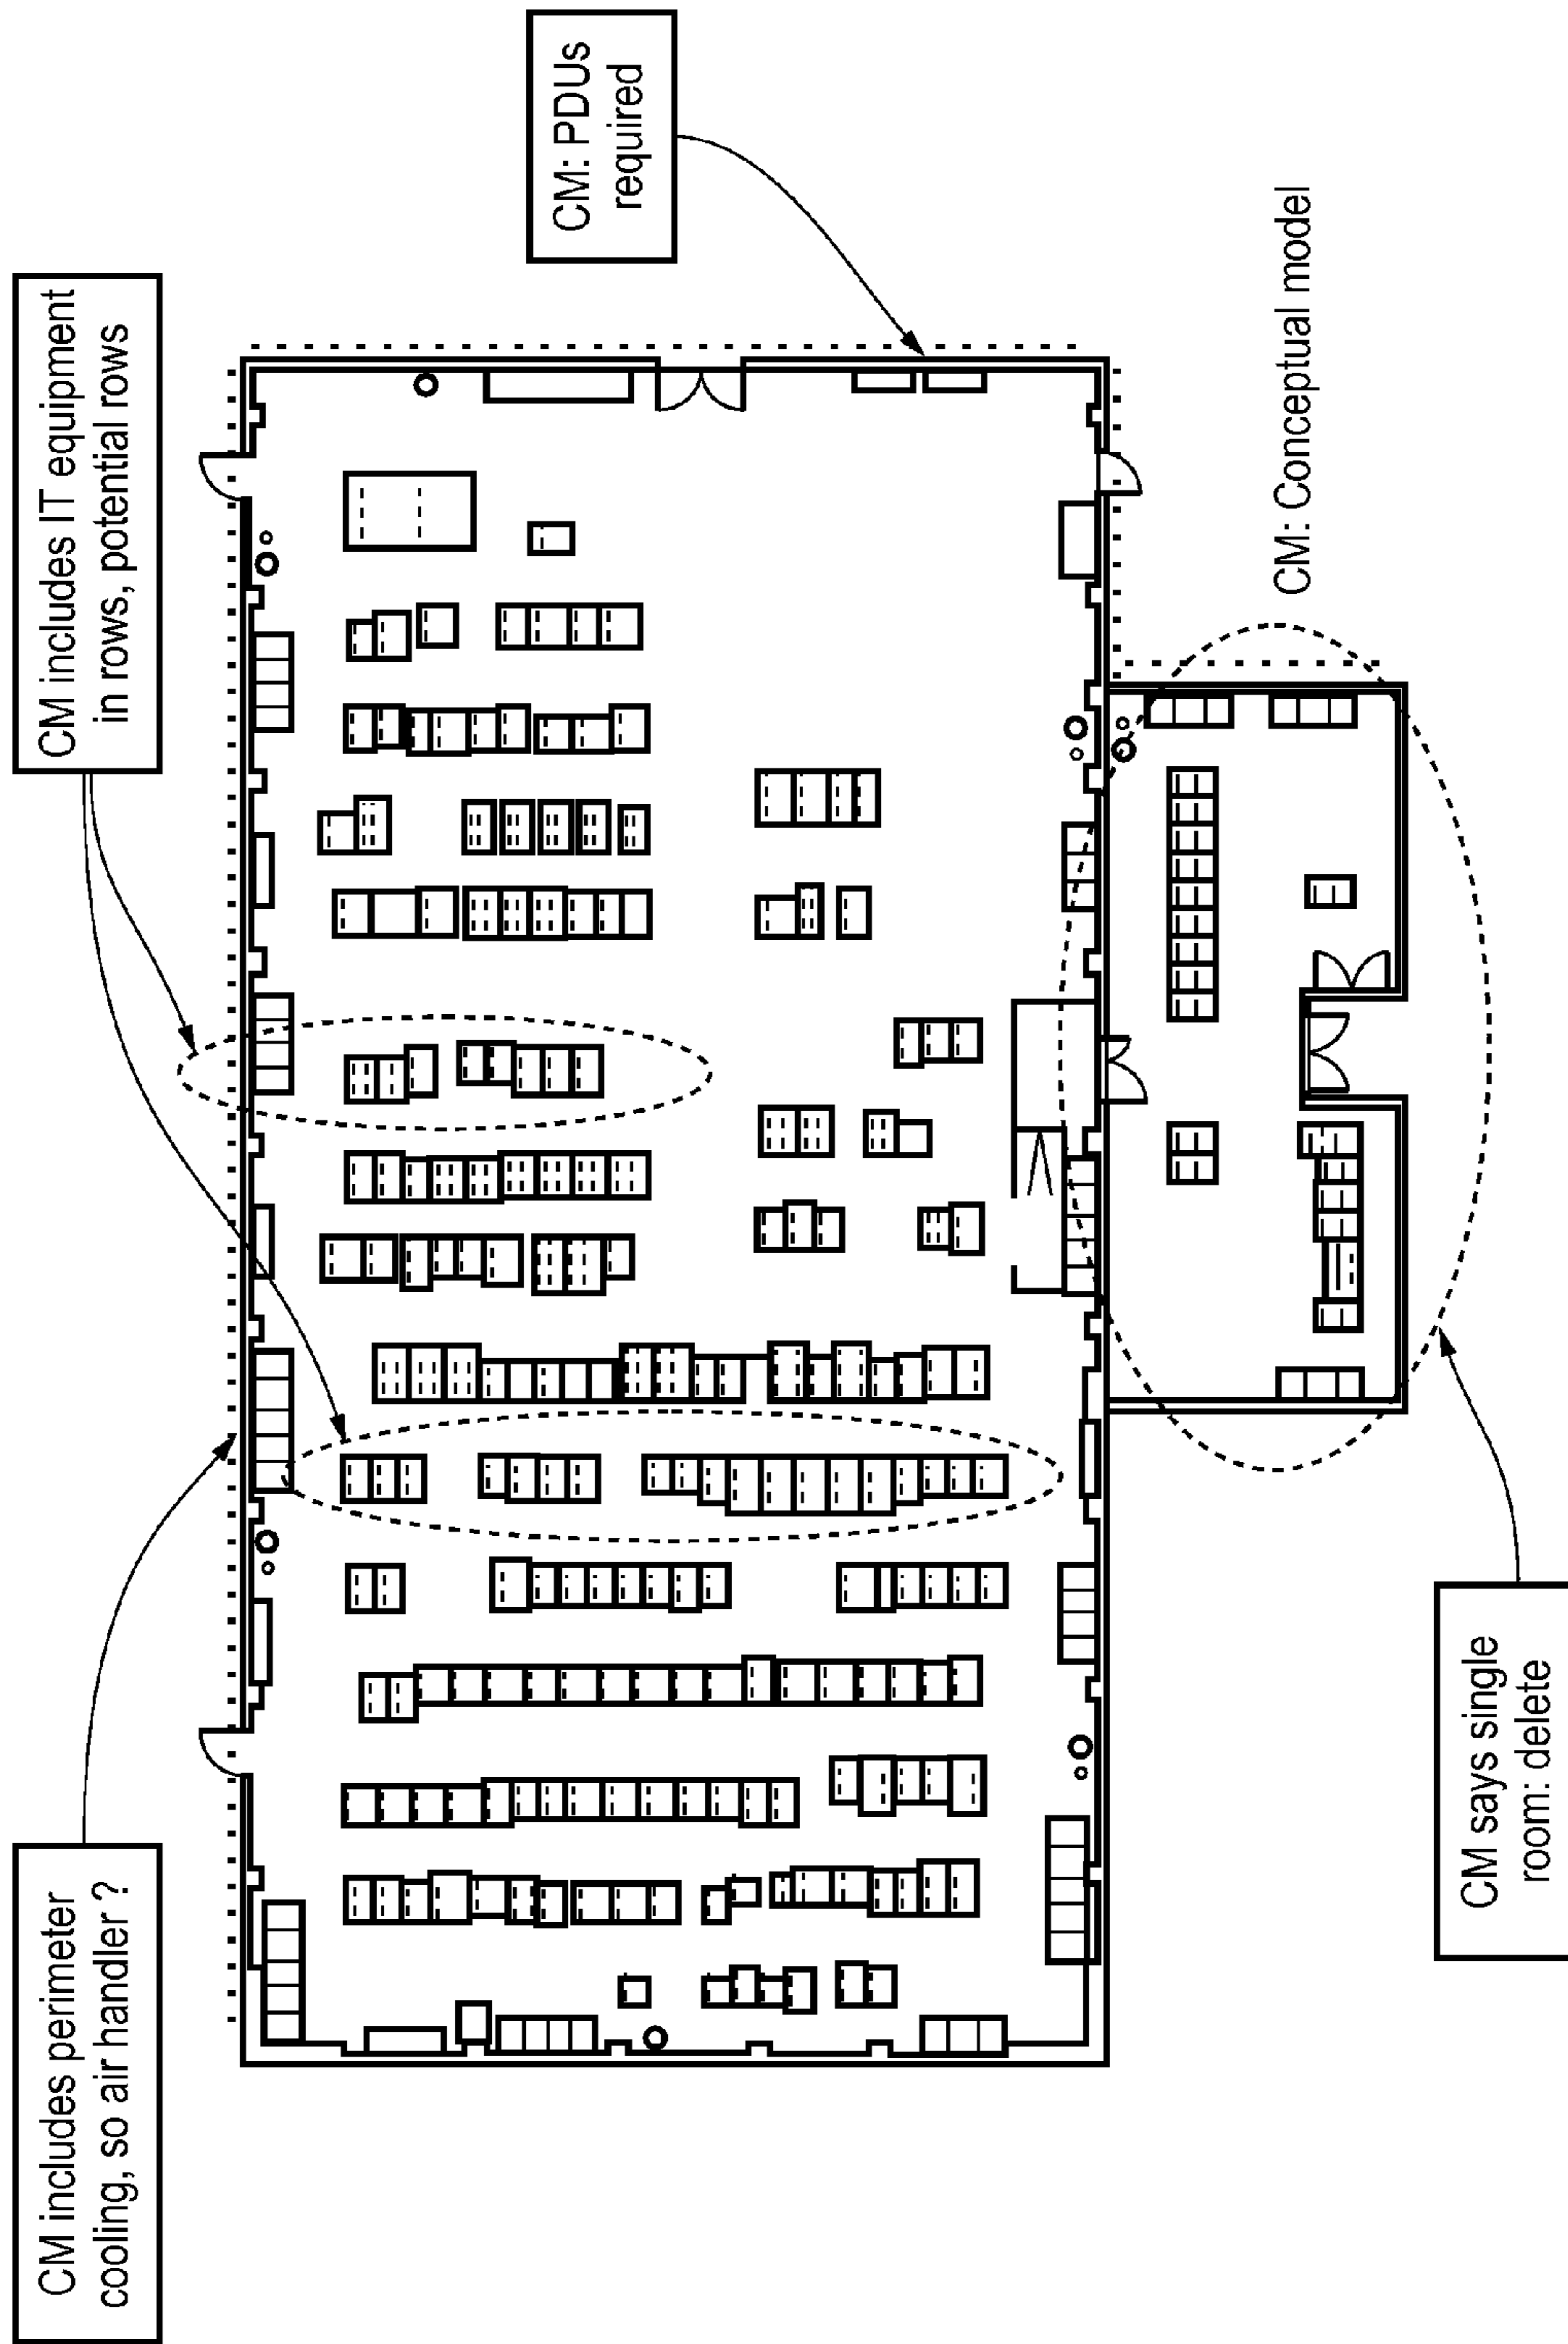 CM includes perimeter
cooling, so air handler ?
CM includes IT equipment
in rows, potential rows
CM: PDUs
required
CM says single
room: delete
CM: Conceptual model